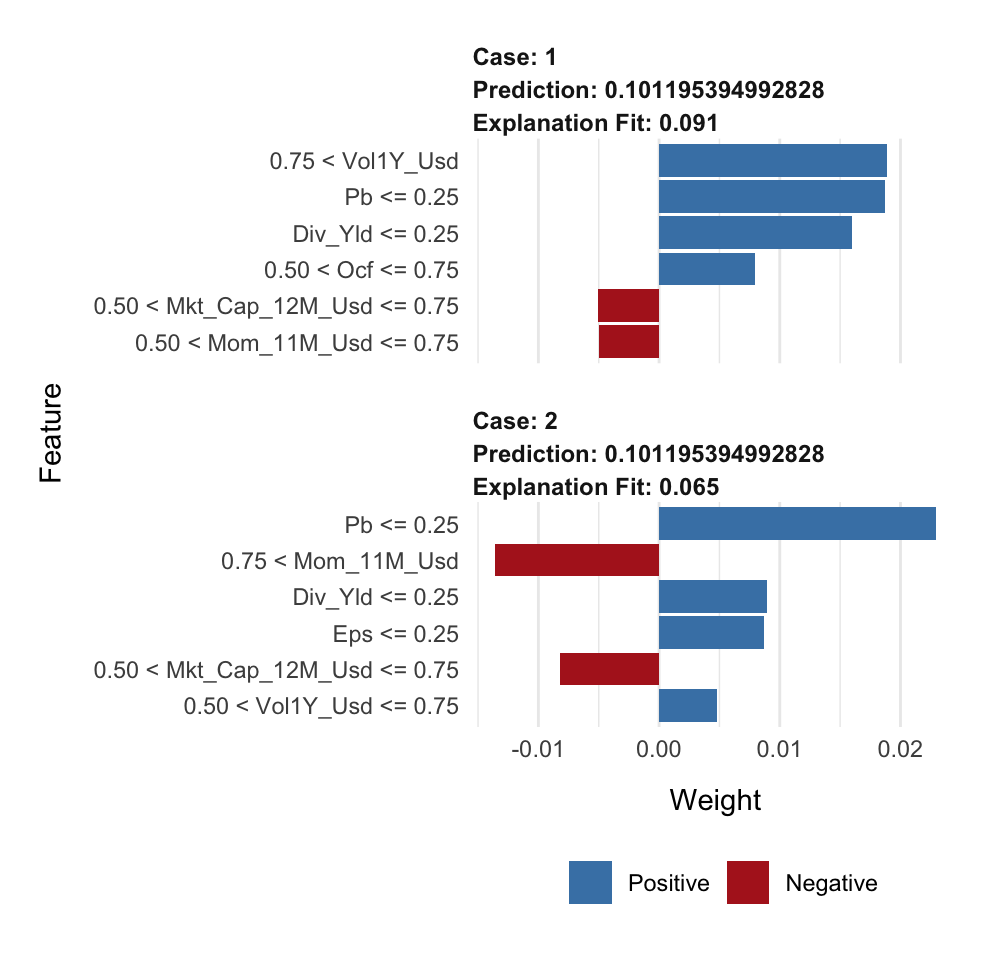 Case: 1
Prediction: 0.101195394992828
Explanation Fit: 0.091
0.75 < Vol1Y_Usd
Pb <= 0.25
Div_Yld <= 0.25
0.50 < Ocf <= 0.75
0.50 < Mkt_Cap_12M_Usd <= 0.75
0.50 < Mom_11M_Usd <= 0.75
Feature
Case: 2
Prediction: 0.101195394992828
Explanation Fit: 0.065
Pb <= 0.25
0.75 < Mom_11M_Usd
Div_Yld <= 0.25
Eps <= 0.25
0.50 < Mkt_Cap_12M_Usd <= 0.75
0.50 < Vol1Y_Usd <= 0.75
-0.01 0.00 0.01 0.02
Weight
Positive Negative